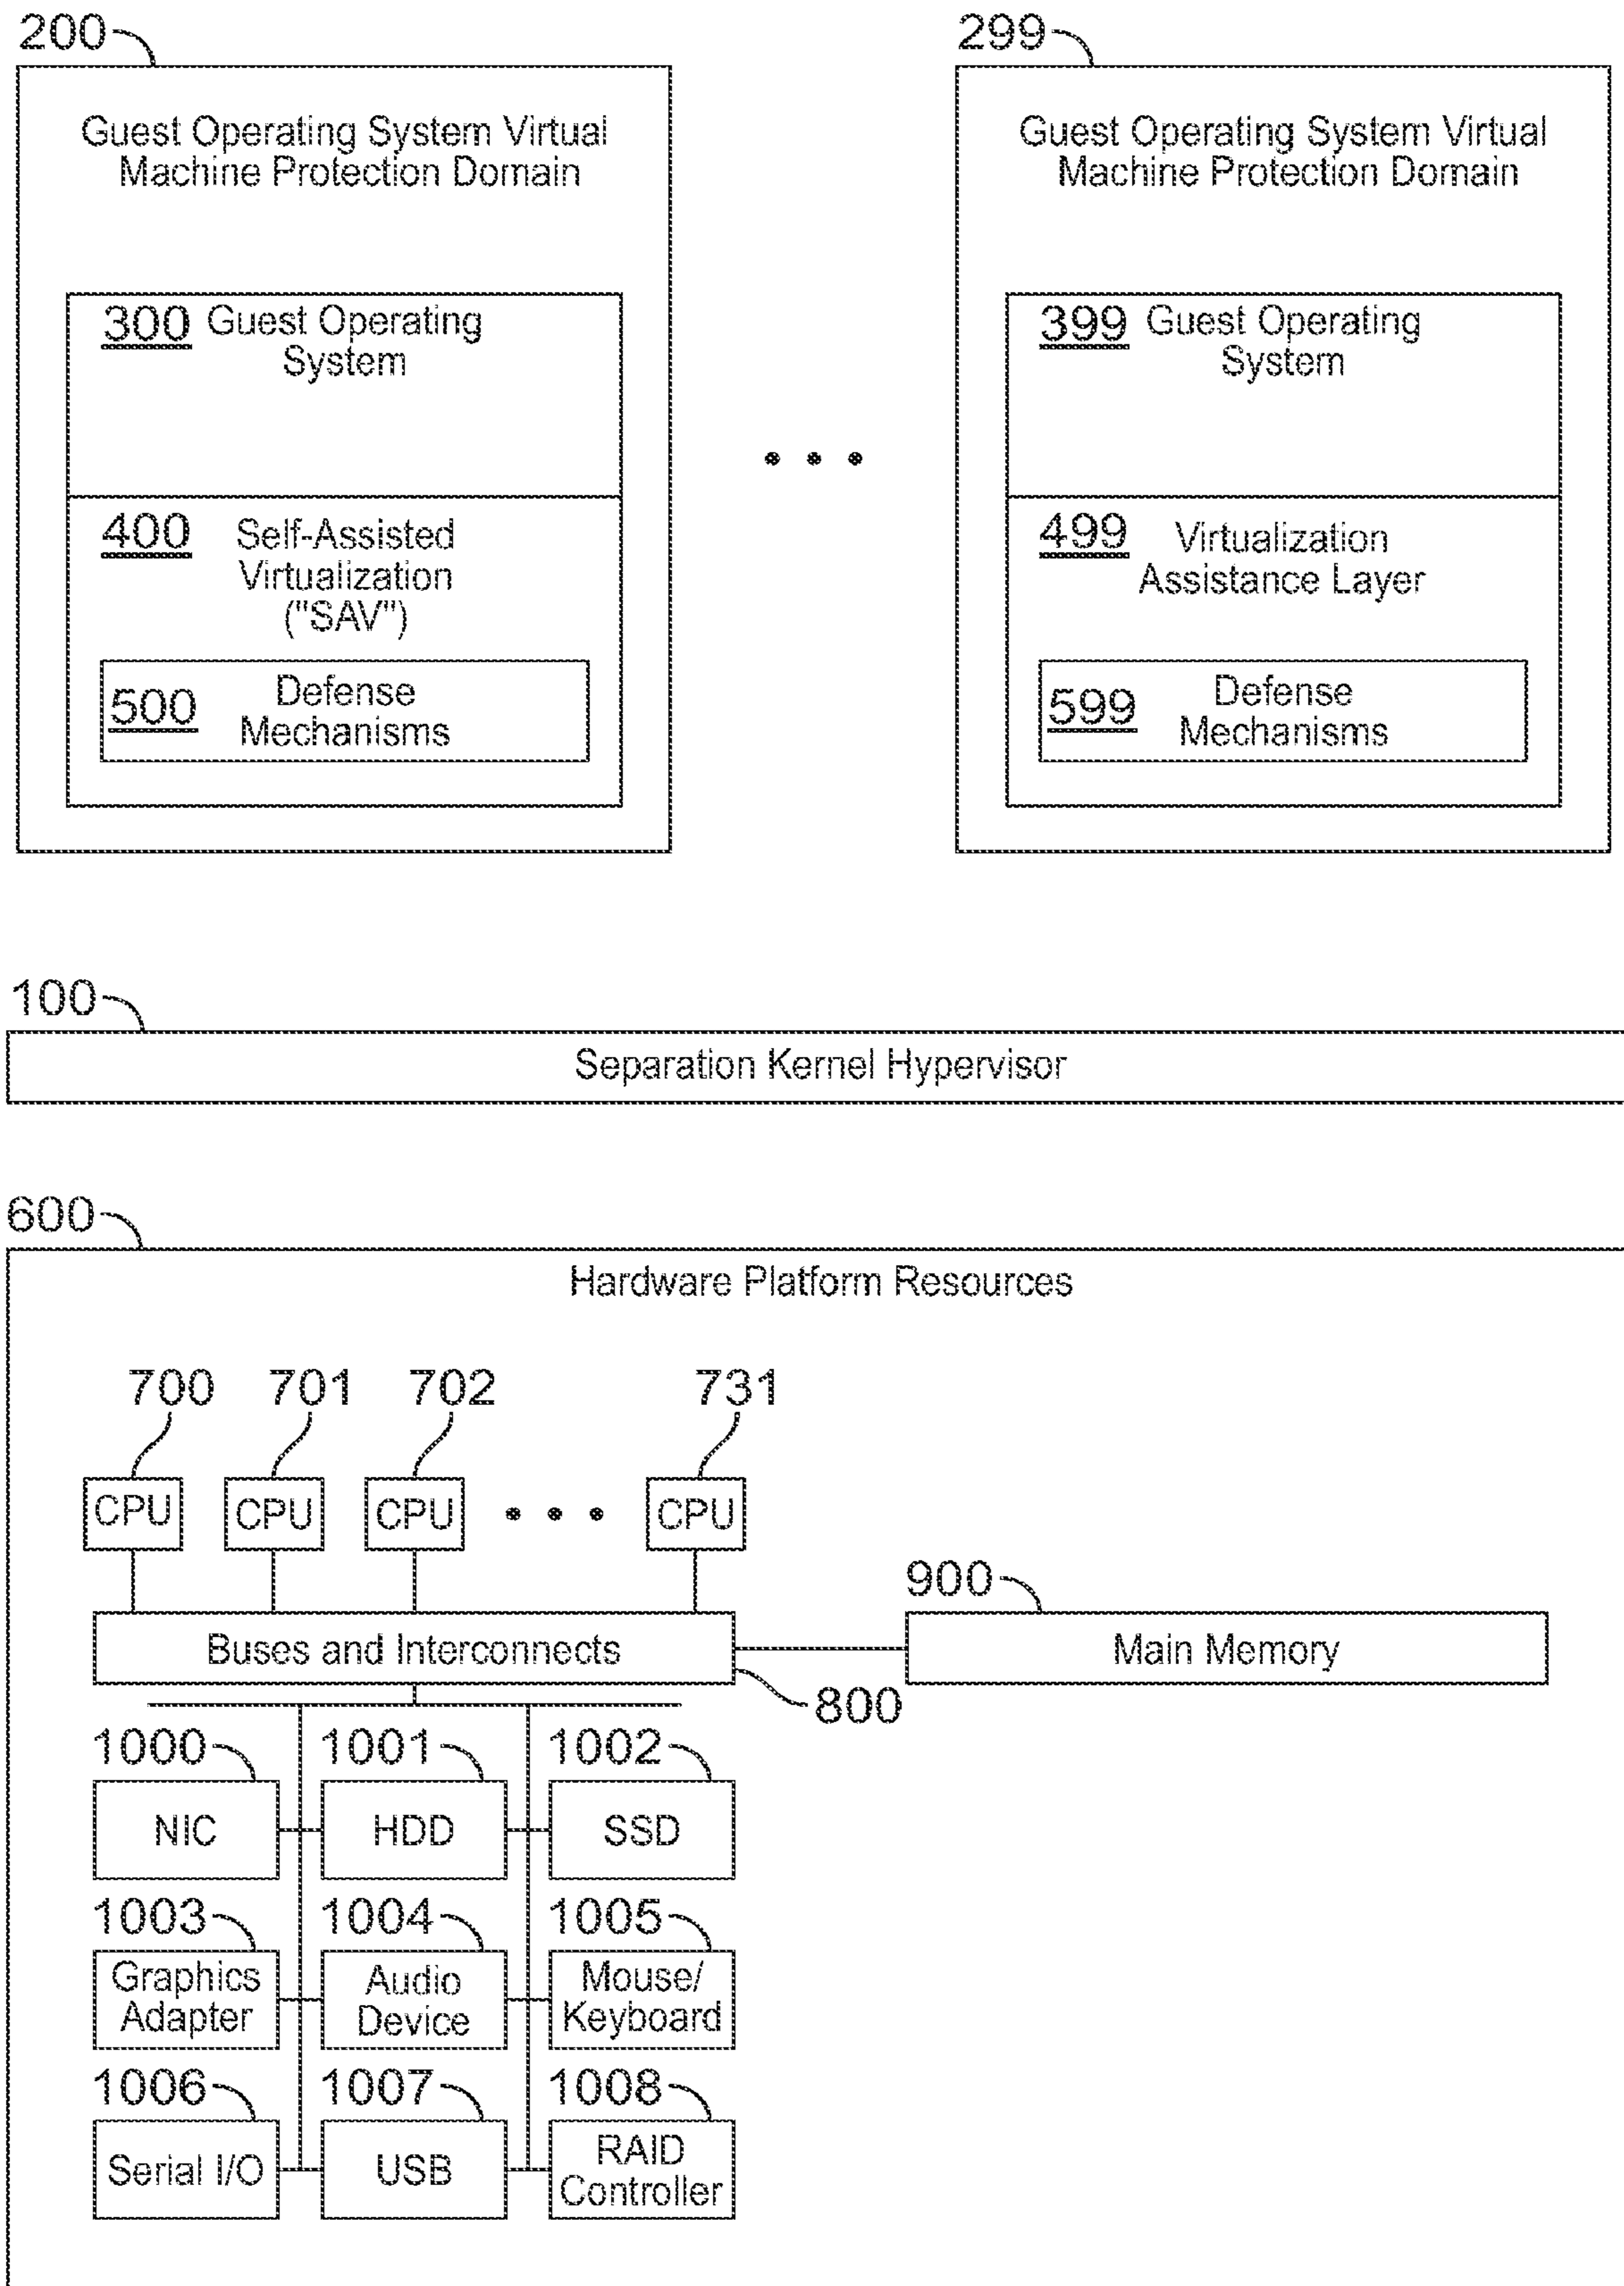 200
299
Guest Operating System Virtual
Machine Protection Domain
Guest Operating System Virtual
Machine Protection Domain
300 Guest Operating
System
399 Guest Operating
System
400 Self-Assisted
Virtualization
("SAV")
499 Virtualization
Assistance Layer
500 Defense
Mechanisms
599 Defense
Mechanisms
100
Separation Kernel Hypervisor
600
Hardware Platform Resources
700 701 702 731
CPU CPU CPU CPU
900
Buses and Interconnects
Main Memory
800
1000 1001 1002
NIC HDD SSD
1003 1004 1005
Graphics
Adapter
Audio
Device
Mouse/
Keyboard
1006 1007 1008
Serial I/O
USB
RAID
Controller